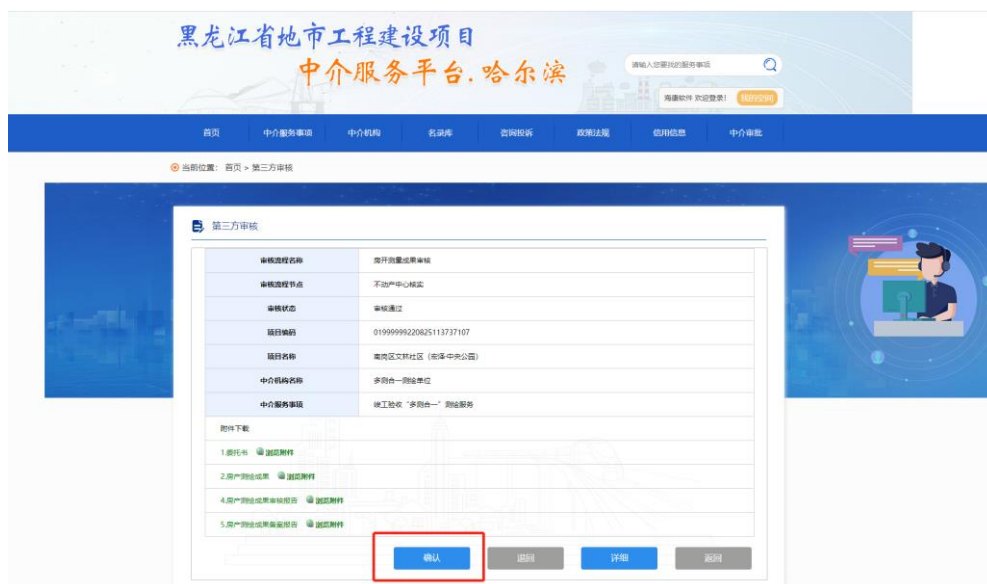 黑龙江省地市工程建设项目
中介服务平台.哈尔滨
请输入您要找的服务事项
海康软件 欢迎登录! 我的空间
首页 中介服务事项 中介机构 名录库 咨询投诉 政策法规 信用信息 中介审批
当前位置: 首页 > 第三方审核
第三方审核
审核流程名称 房开测量成果审核
审核流程节点 不动产中心核实
审核状态 审核通过
项目编码 01999999220825113737107
项目名称 南岗区文林社区(宏泽·中央公园)
中介机构名称 多测合一测绘单位
中介服务事项 竣工验收“多测合一”测绘服务
附件下载
1.委托书 浏览附件
2.房产测绘成果 浏览附件
4.房产测绘成果审核报告 浏览附件
5.房产测绘成果备案报告 浏览附件
确认 退回 详细 返回